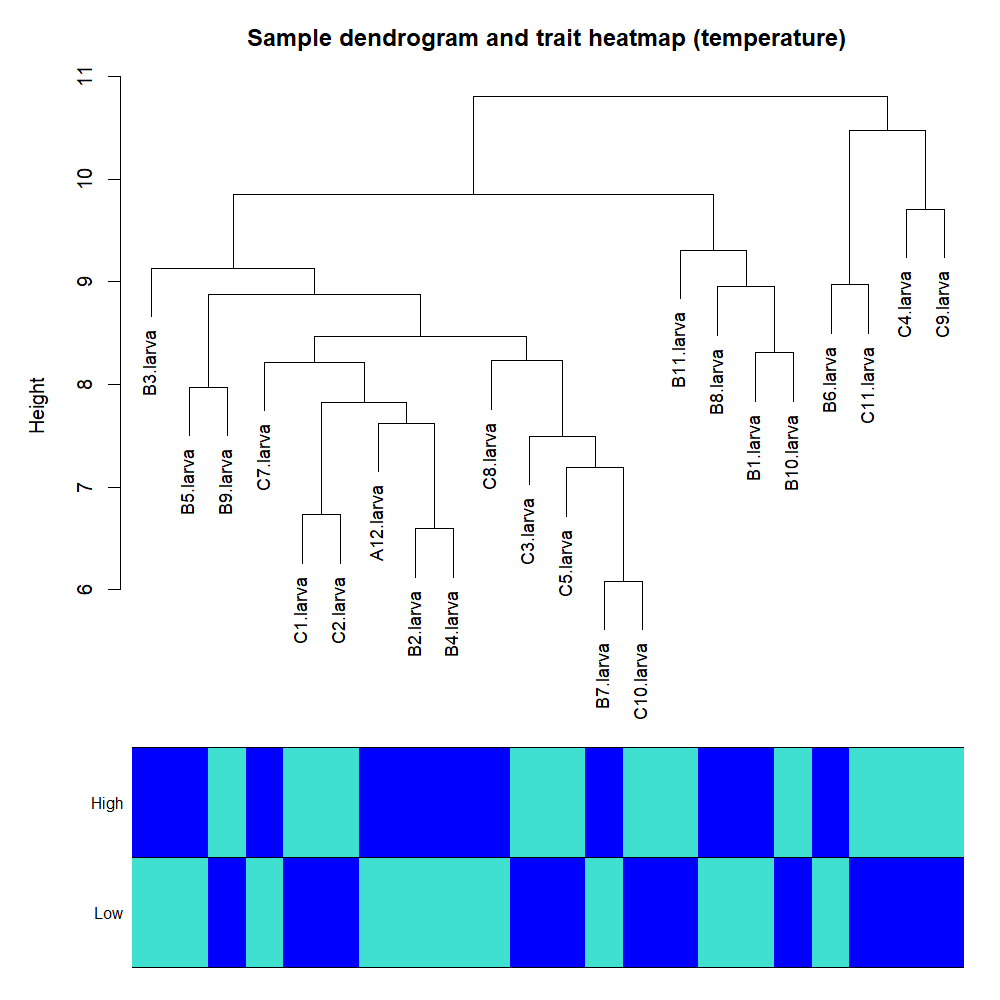 Sample dendrogram and trait heatmap (temperature)
Height
11
10
9
8
7
6
B3.larva
B5.larva
B9.larva
C7.larva
C1.larva
C2.larva
A12.larva
B2.larva
B4.larva
C8.larva
C3.larva
C5.larva
B7.larva
C10.larva
B11.larva
B8.larva
B1.larva
B10.larva
B6.larva
C11.larva
C4.larva
C9.larva
High
Low